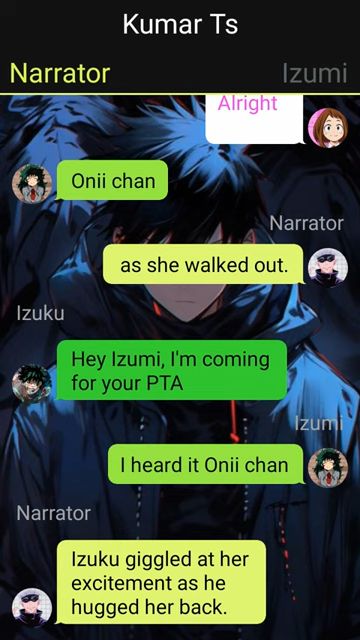 Kumar Ts
Narrator
Izumi
Alright
Onii chan
Narrator
as she walked out.
Izuku
Hey Izumi, I'm coming
for your PTA
Izumi
I heard it Onii chan
Narrator
Izuku giggled at her
excitement as he
hugged her back.